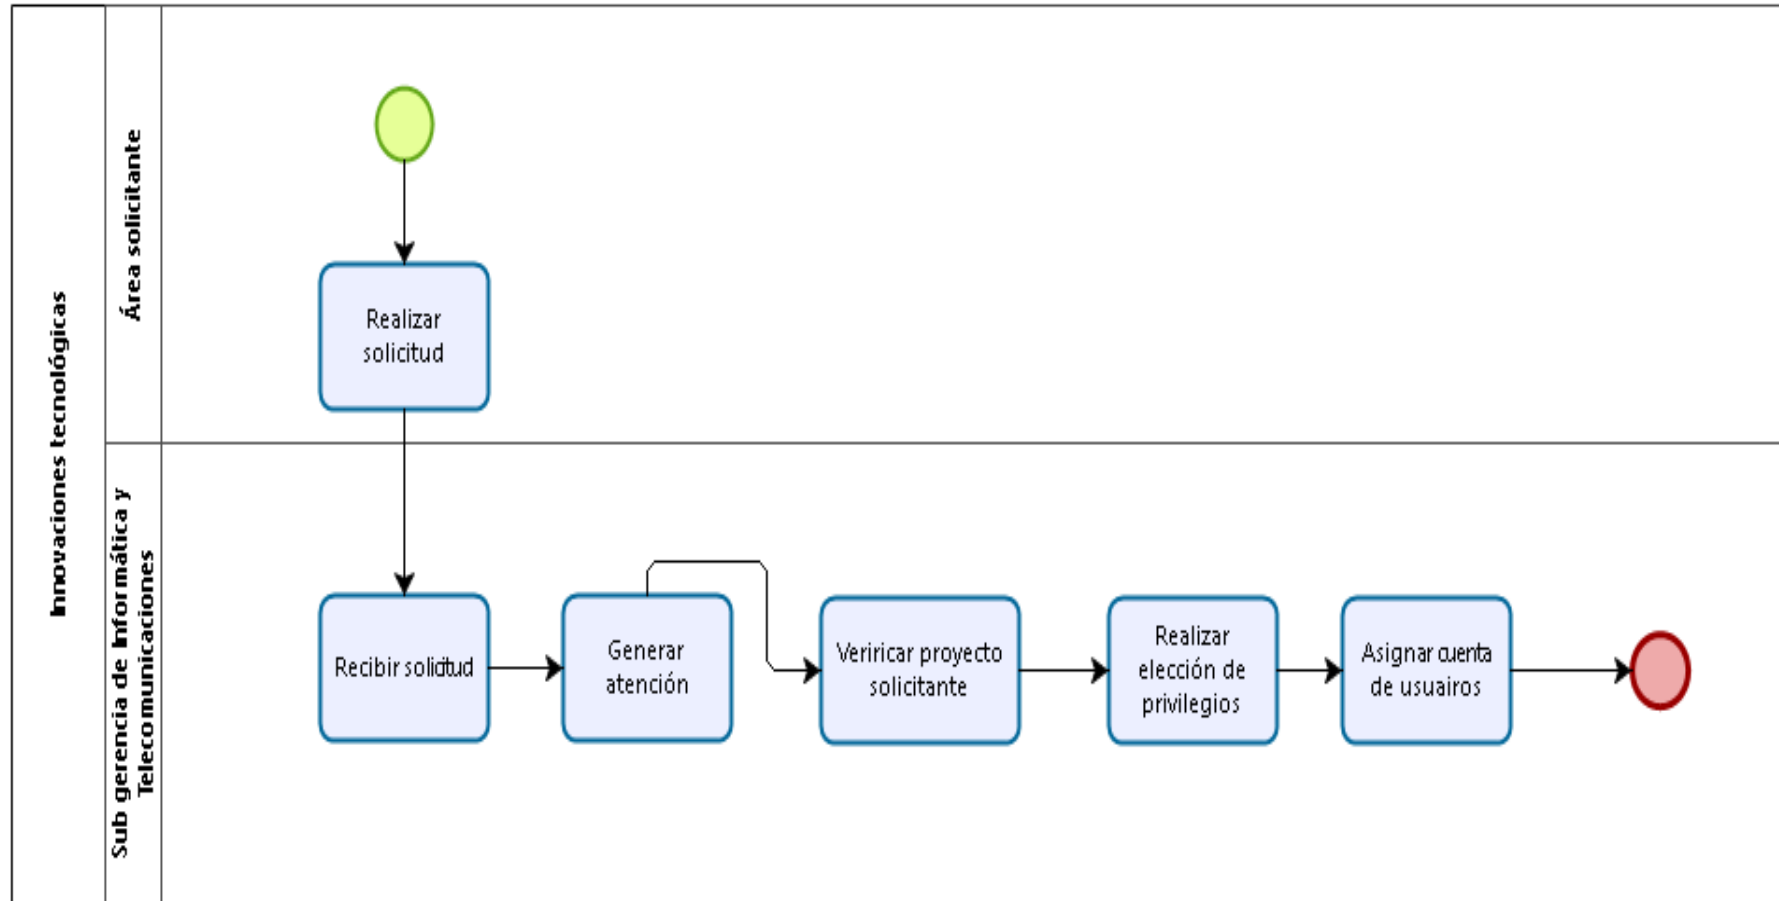 Innovaciones tecnológicas
Área solicitante
Realizar
solicitud
Sub gerencia de Informática y
Telecomunicaciones
Recibir solicitud
Generar
atención
Veriricar proyecto
solicitante
Realizar
elección de
privilegios
Asignar cuenta
de usuairos